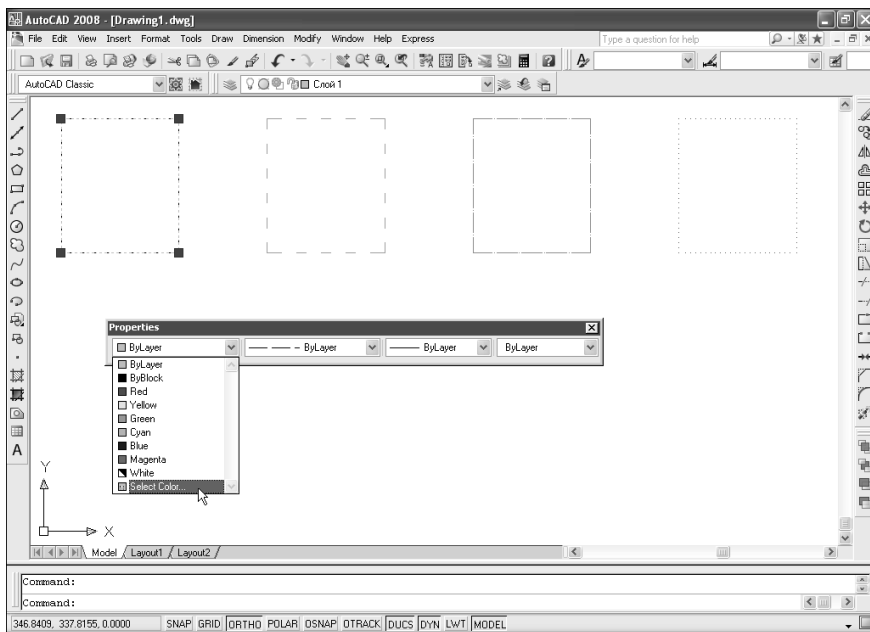 AutoCAD 2008 - [Drawing1.dwg]
File Edit View Insert Format Tools Draw Dimension Modify Window Help Express
Type a question for help
AutoCAD Classic
Слой 1
Properties
ByLayer
ByLayer
ByLayer
ByLayer
ByLayer
ByBlock
Red
Yellow
Green
Cyan
Blue
Magenta
White
Select Color...
Y
X
Model Layout1 Layout2
Command:
Command:
346.8409, 337.8155, 0.0000 SNAP GRID ORTHO POLAR OSNAP OTRACK DUCS DYN LWT MODEL